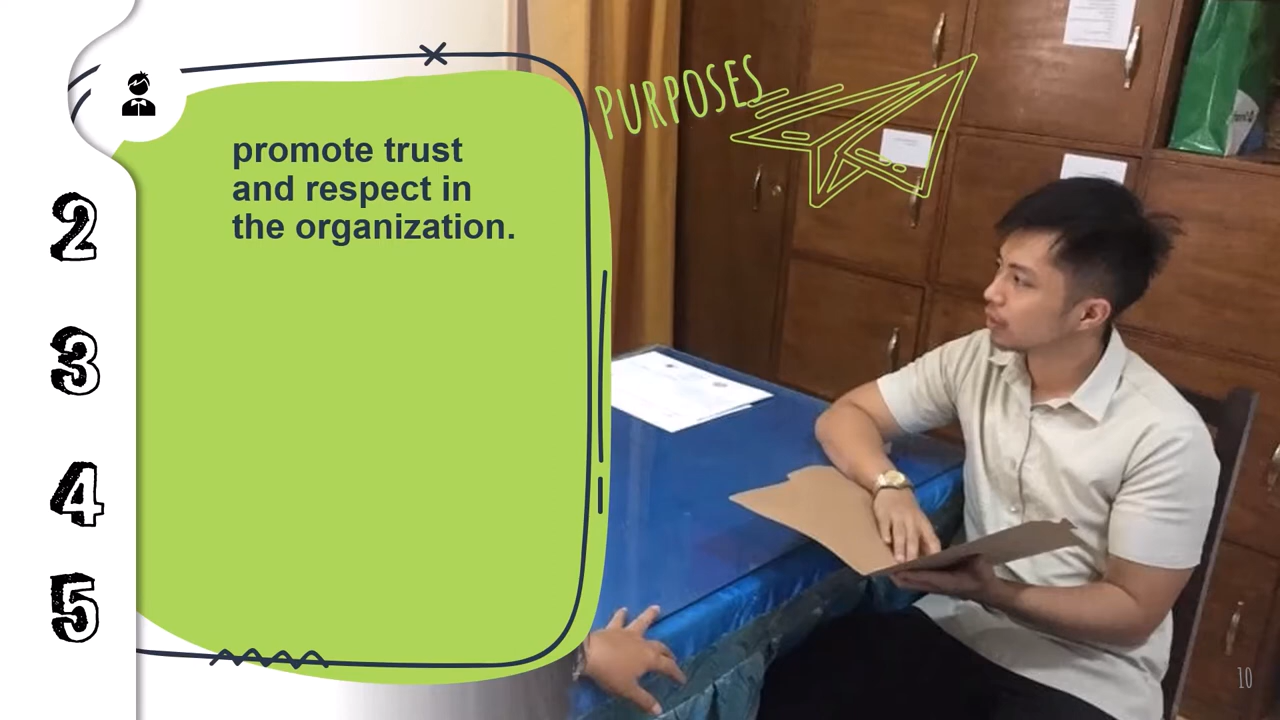 PURPOSES
promote trust
and respect in
the organization.
2
3
4
5
10